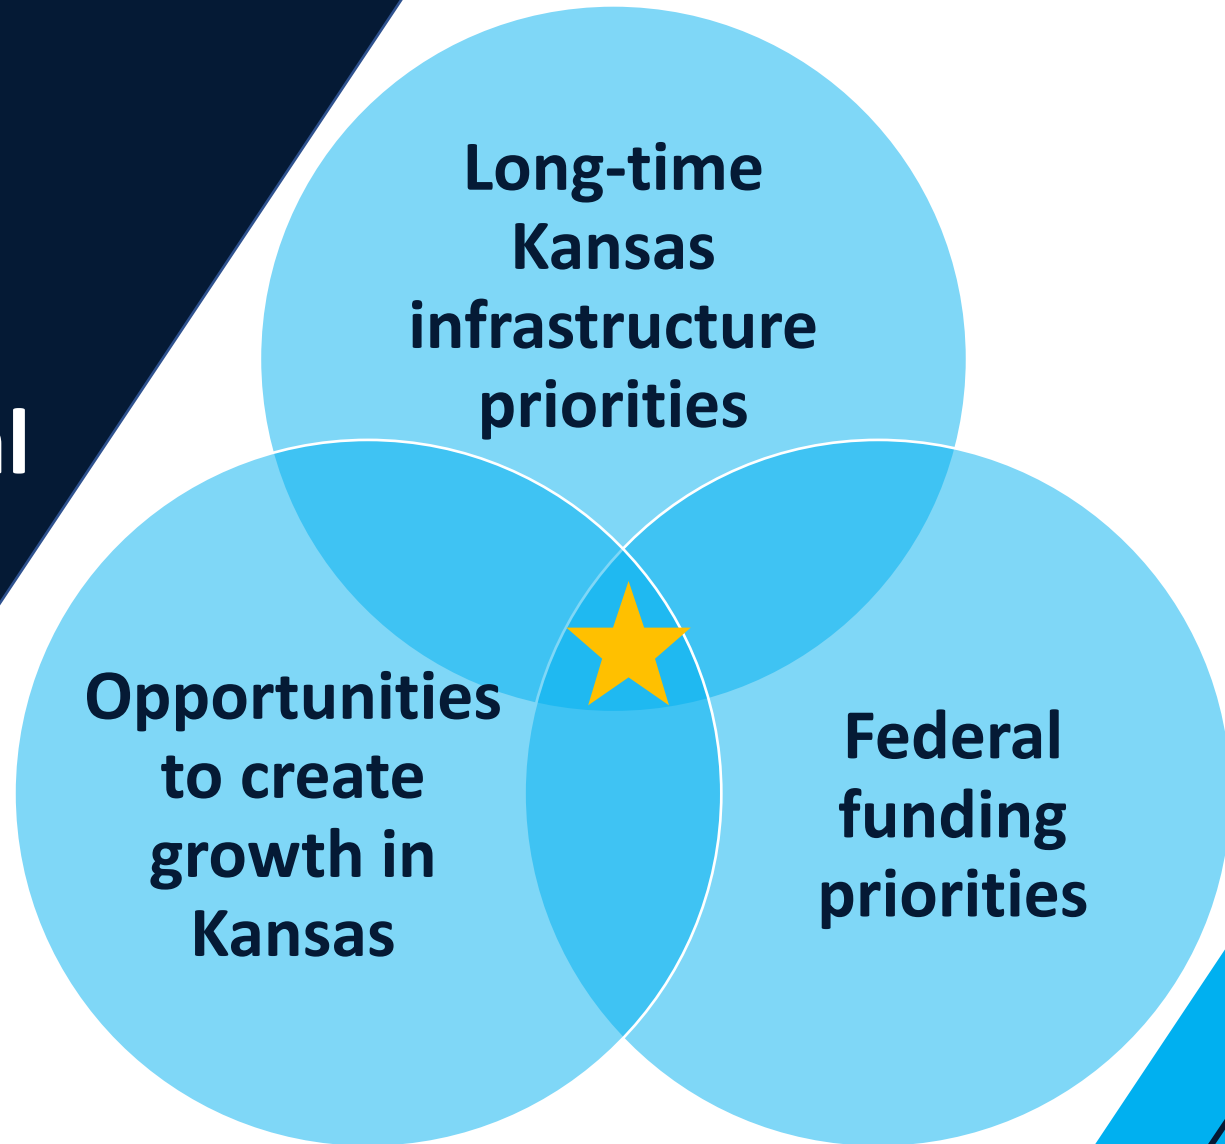 Long-time
Kansas
infrastructure
priorities
Opportunities
to create
growth in
Kansas
Federal
funding
priorities